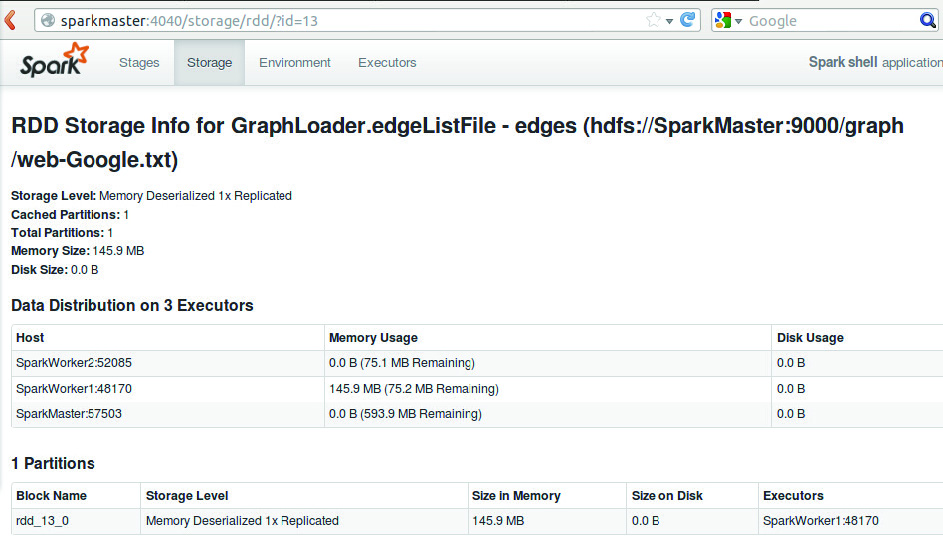 sparkmaster:4040/storage/rdd/?id=13 Google
Spark Stages Storage Environment Executors Spark shell application
RDD Storage Info for GraphLoader.edgeListFile - edges (hdfs://SparkMaster:9000/graph
/web-Google.txt)
Storage Level: Memory Deserialized 1x Replicated
Cached Partitions: 1
Total Partitions: 1
Memory Size: 145.9 MB
Disk Size: 0.0 B
Data Distribution on 3 Executors
Host Memory Usage Disk Usage
SparkWorker2:52085 0.0 B (75.1 MB Remaining) 0.0 B
SparkWorker1:48170 145.9 MB (75.2 MB Remaining) 0.0 B
SparkMaster:57503 0.0 B (593.9 MB Remaining) 0.0 B
1 Partitions
Block Name Storage Level Size in Memory Size on Disk Executors
rdd_13_0 Memory Deserialized 1x Replicated 145.9 MB 0.0 B SparkWorker1:48170